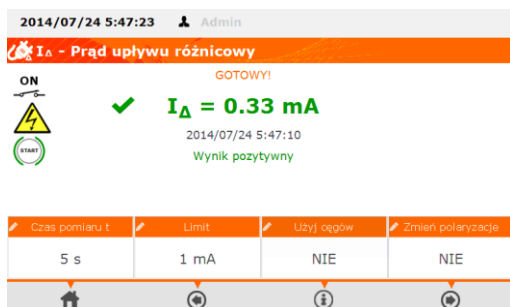 2014/07/24 5:47:23 Admin
IΔ - Prąd upływu różnicowy
GOTOWY!
ON
IΔ = 0.33 mA
START
2014/07/24 5:47:10
Wynik pozytywny
Czas pomiaru t Limit Użyj cęgów Zmień polaryzacje
5 s 1 mA NIE NIE